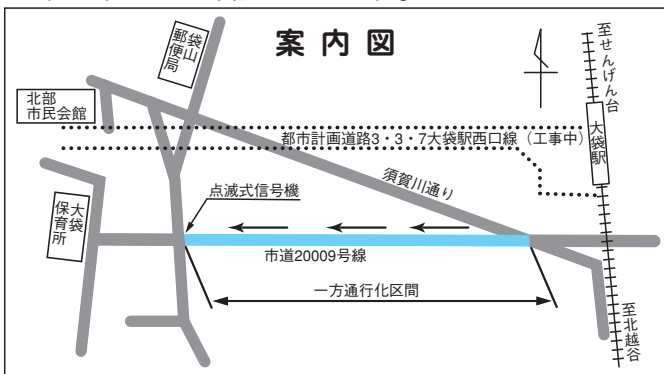 案内図
袋山
郵便局
至せんげん台
北部
市民会館
大袋駅
都市計画道路3・3・7大袋駅西口線（工事中）
須賀川通り
点滅式信号機
大袋
保育所
市道20009号線
一方通行化区間
至北越谷